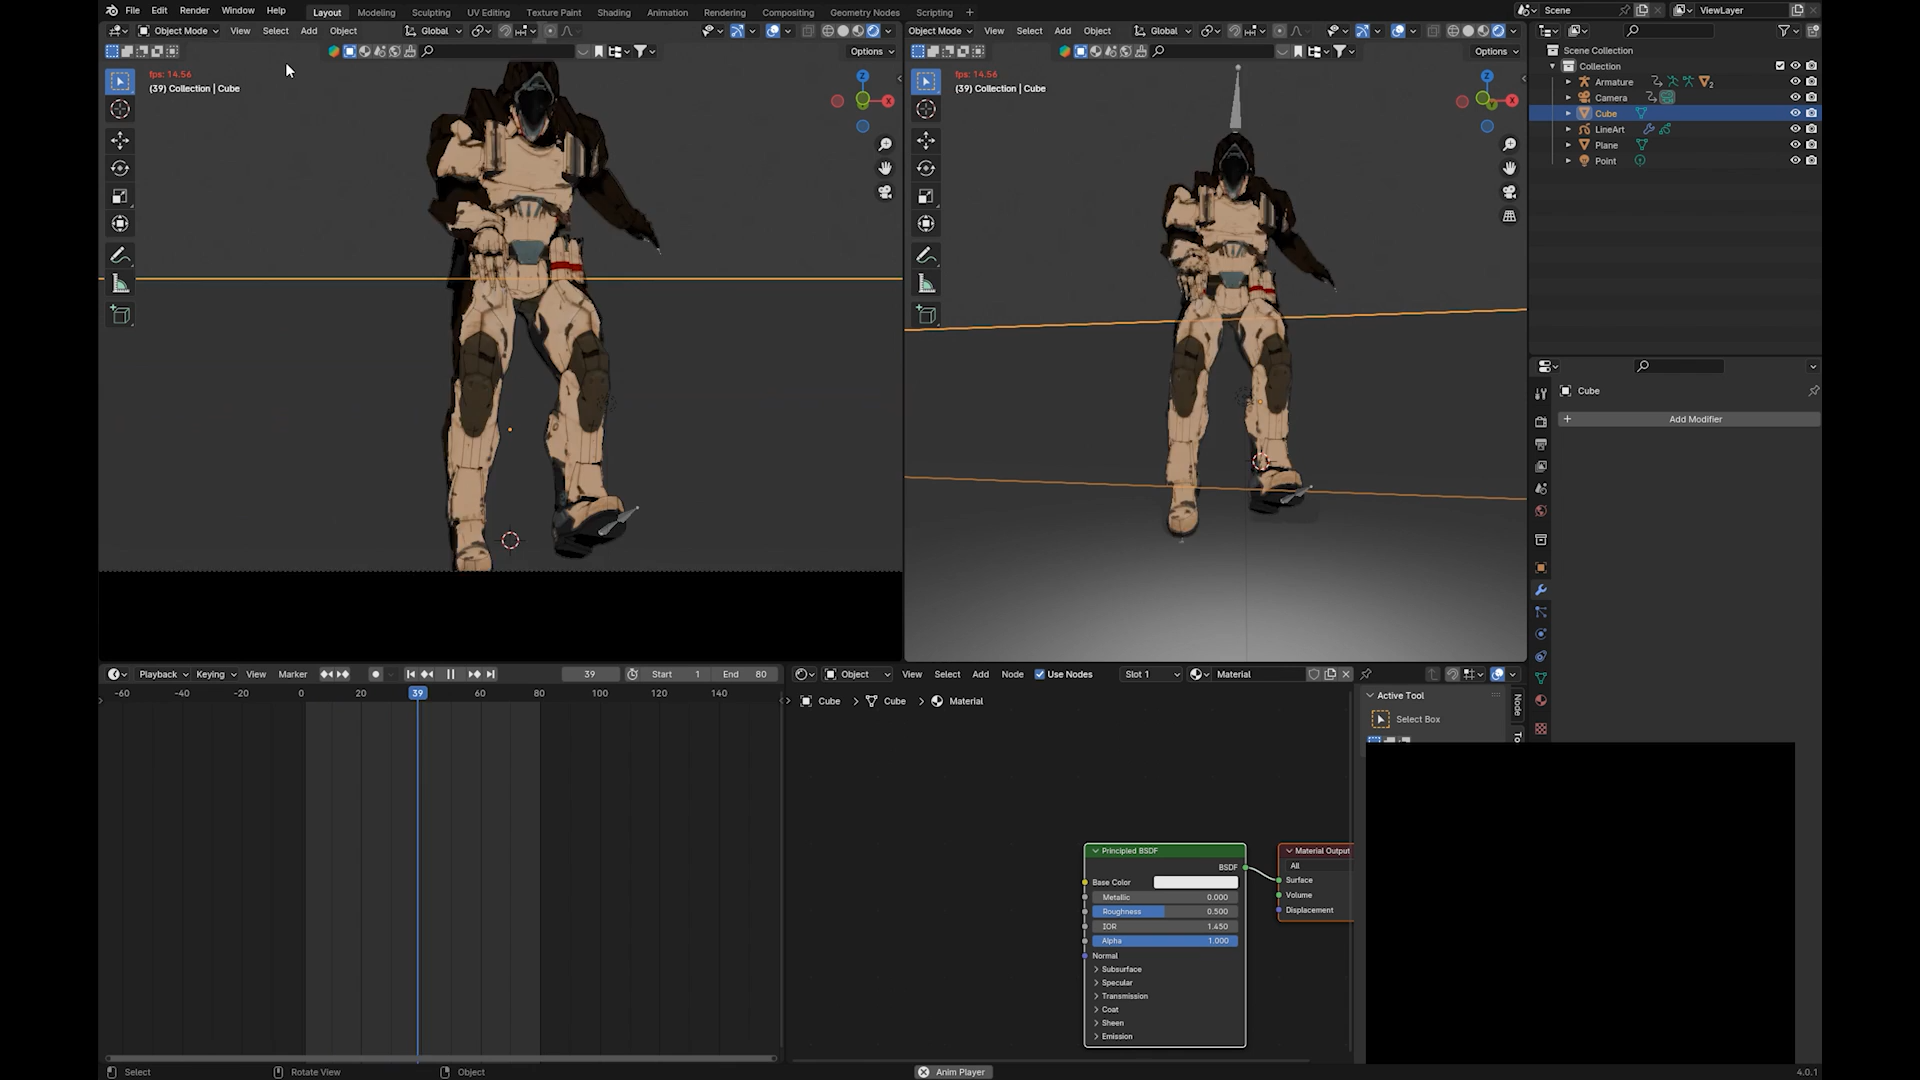 File Edit Render Window Help Layout Modeling Sculpting UV Editing Texture Paint Shading Animation Rendering Compositing Geometry Nodes Scripting + Scene ViewLayer
Object Mode View Select Add Object Global Object Mode View Select Add Object Global
Options Options Scene Collection
Collection
fps: 14.56 fps: 14.56 Armature 2
(39) Collection | Cube (39) Collection | Cube
Camera
Cube
LineArt
Plane
Point
Z X Z X Y
Cube
+ Add Modifier
Playback Keying View Marker 39 Start 1 End 80 Object View Select Add Node Use Nodes Slot 1 Material
-60 -40 -20 0 20 39 60 80 100 120 140
Active Tool
Cube Cube Material
Node
Select Box
Principled BSDF Material Output
BSDF All
Base Color Surface
Metallic 0.000 Volume
Roughness 0.500 Displacement
IOR 1.450
Alpha 1.000
Normal
Subsurface
Specular
Transmission
Coat
Sheen
Emission
Select Rotate View Object Anim Player 4.0.1